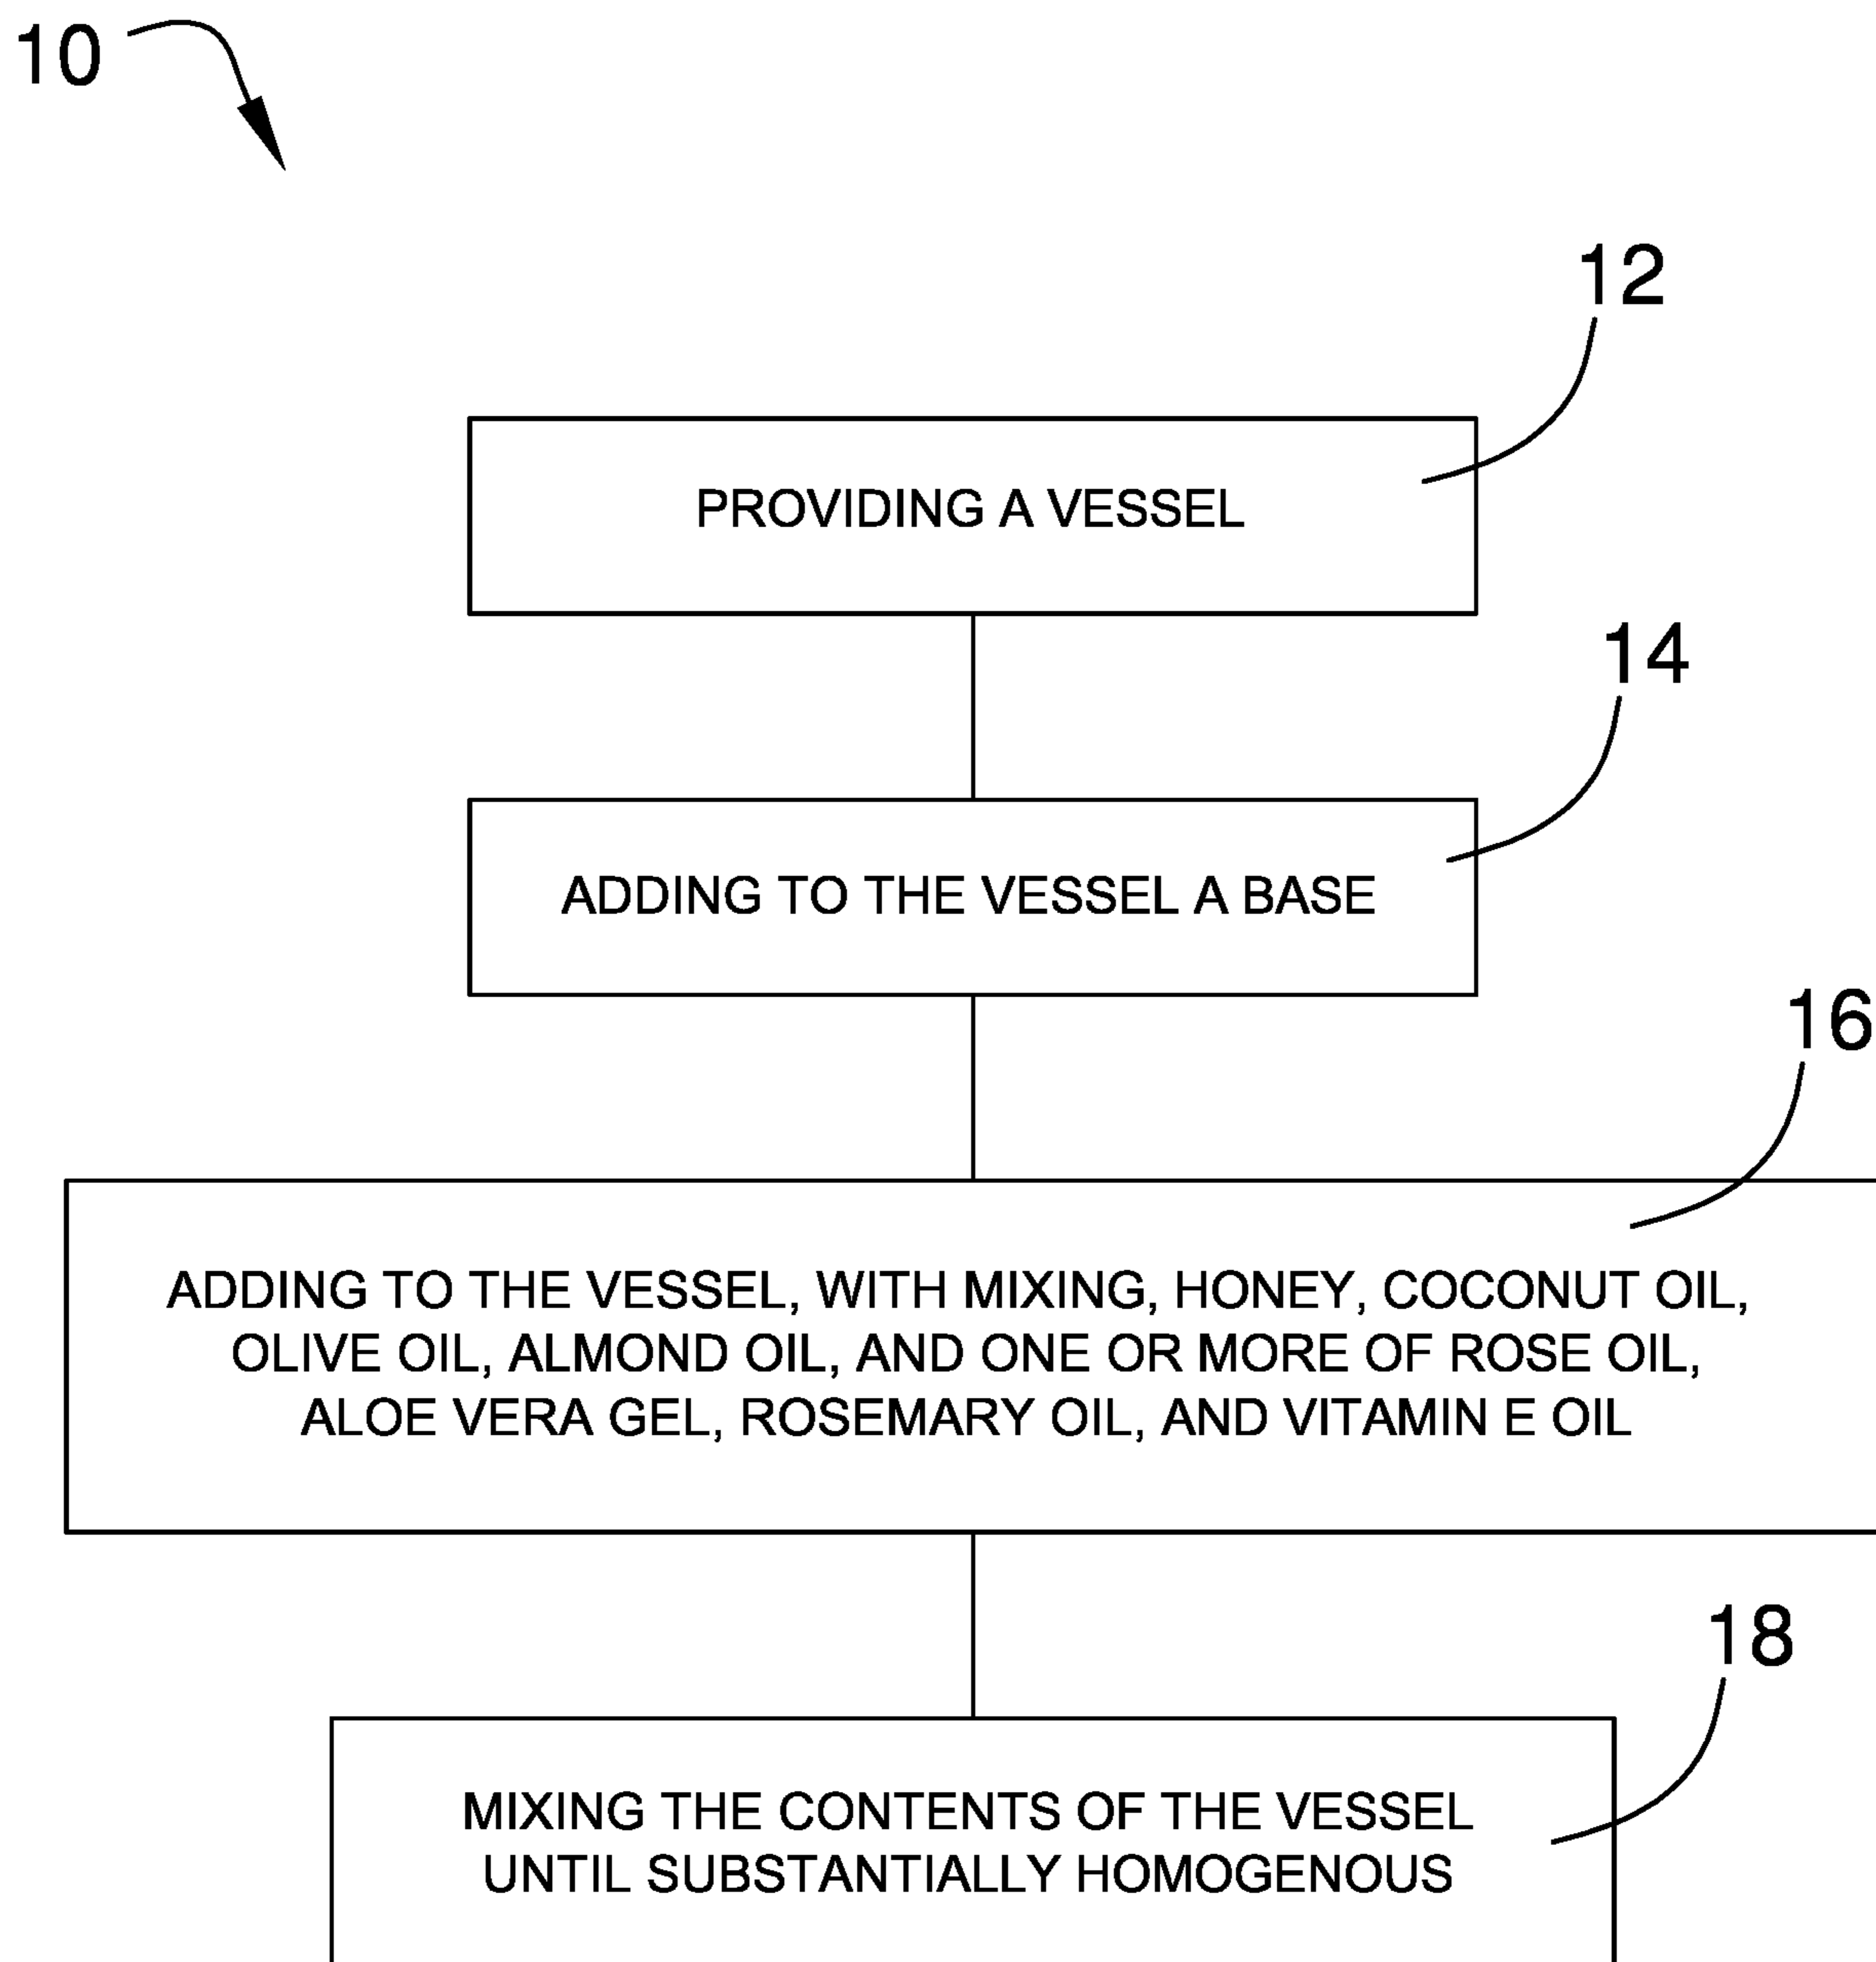 10
12
PROVIDING A VESSEL
14
ADDING TO THE VESSEL A BASE
16
ADDING TO THE VESSEL, WITH MIXING, HONEY, COCONUT OIL,
OLIVE OIL, ALMOND OIL, AND ONE OR MORE OF ROSE OIL,
ALOE VERA GEL, ROSEMARY OIL, AND VITAMIN E OIL
18
MIXING THE CONTENTS OF THE VESSEL
UNTIL SUBSTANTIALLY HOMOGENOUS